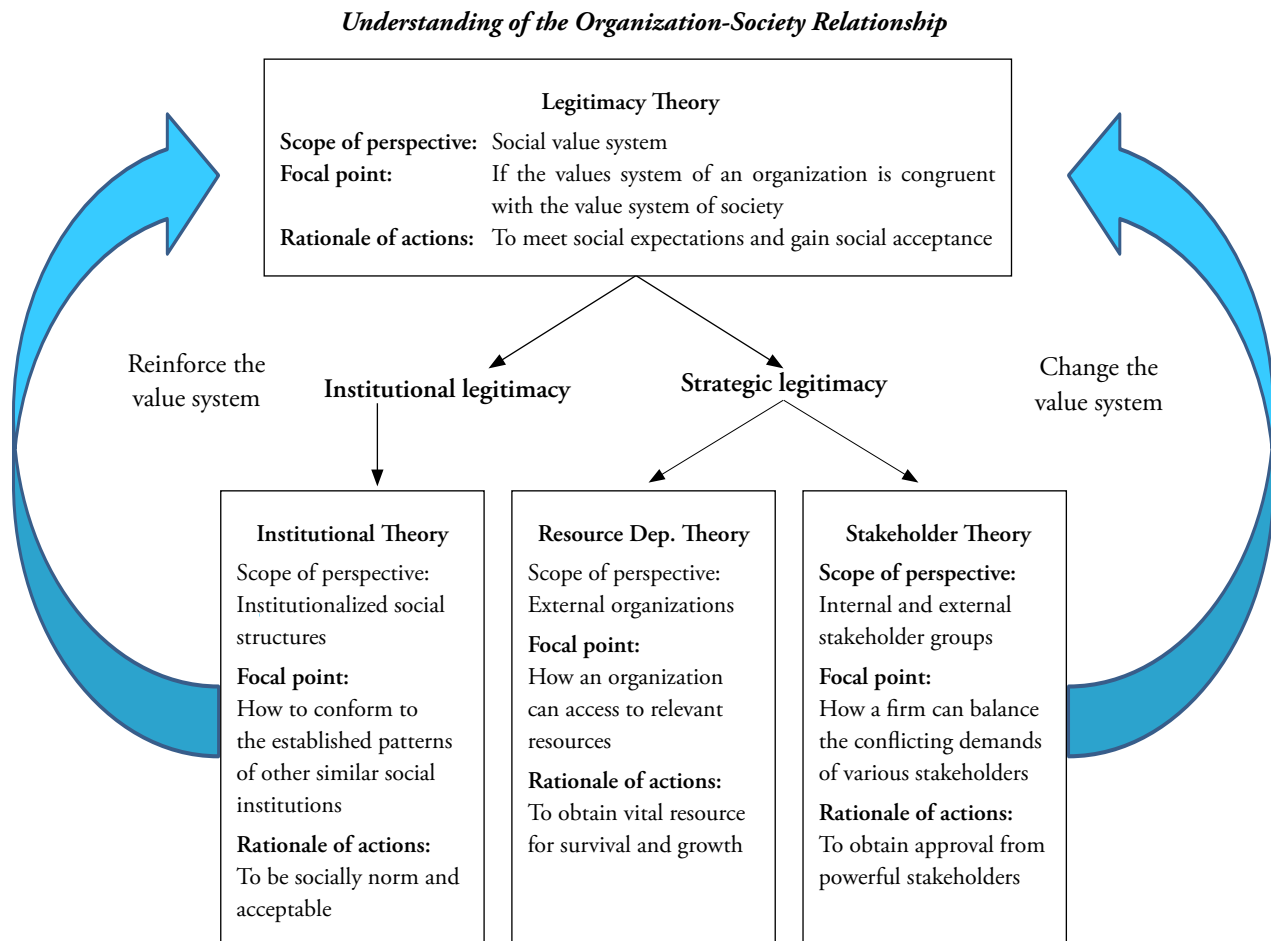 Understanding of the Organization-Society Relationship
Legitimacy Theory
Scope of perspective: Social value system
Focal point: If the values system of an organization is congruent
with the value system of society
Rationale of actions: To meet social expectations and gain social acceptance
Reinforce the
value system
Institutional legitimacy
Strategic legitimacy
Change the
value system
Institutional Theory
Scope of perspective:
Institutionalized social
structures
Focal point:
How to conform to
the established patterns
of other similar social
institutions
Rationale of actions:
To be socially norm and
acceptable
Resource Dep. Theory
Scope of perspective:
External organizations
Focal point:
How an organization
can access to relevant
resources
Rationale of actions:
To obtain vital resource
for survival and growth
Stakeholder Theory
Scope of perspective:
Internal and external
stakeholder groups
Focal point:
How a firm can balance
the conflicting demands
of various stakeholders
Rationale of actions:
To obtain approval from
powerful stakeholders